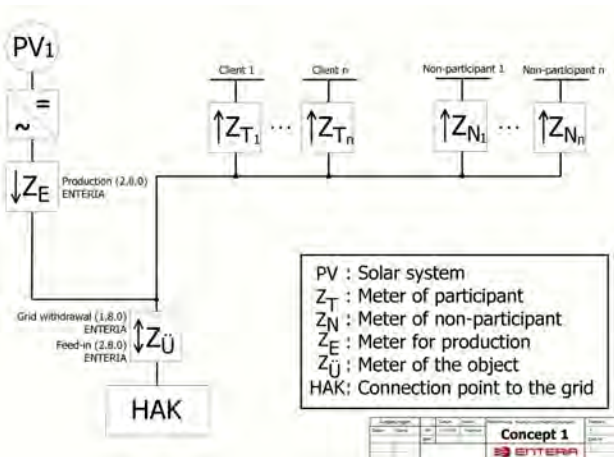 PV1
=
~
↓ZE
Production (2.8.0)
ENTERIA
Client 1
Client n
Non-participant 1
Non-participant n
↑ZT1
...
↑ZTn
↑ZN1
...
↑ZNn
Grid withdrawal (1.8.0)
ENTERIA
Feed-in (2.8.0)
ENTERIA
↕ZÜ
HAK
PV : Solar system
ZT : Meter of participant
ZN : Meter of non-participant
ZE : Meter for production
ZÜ : Meter of the object
HAK: Connection point to the grid
Concept 1
ENTERIA